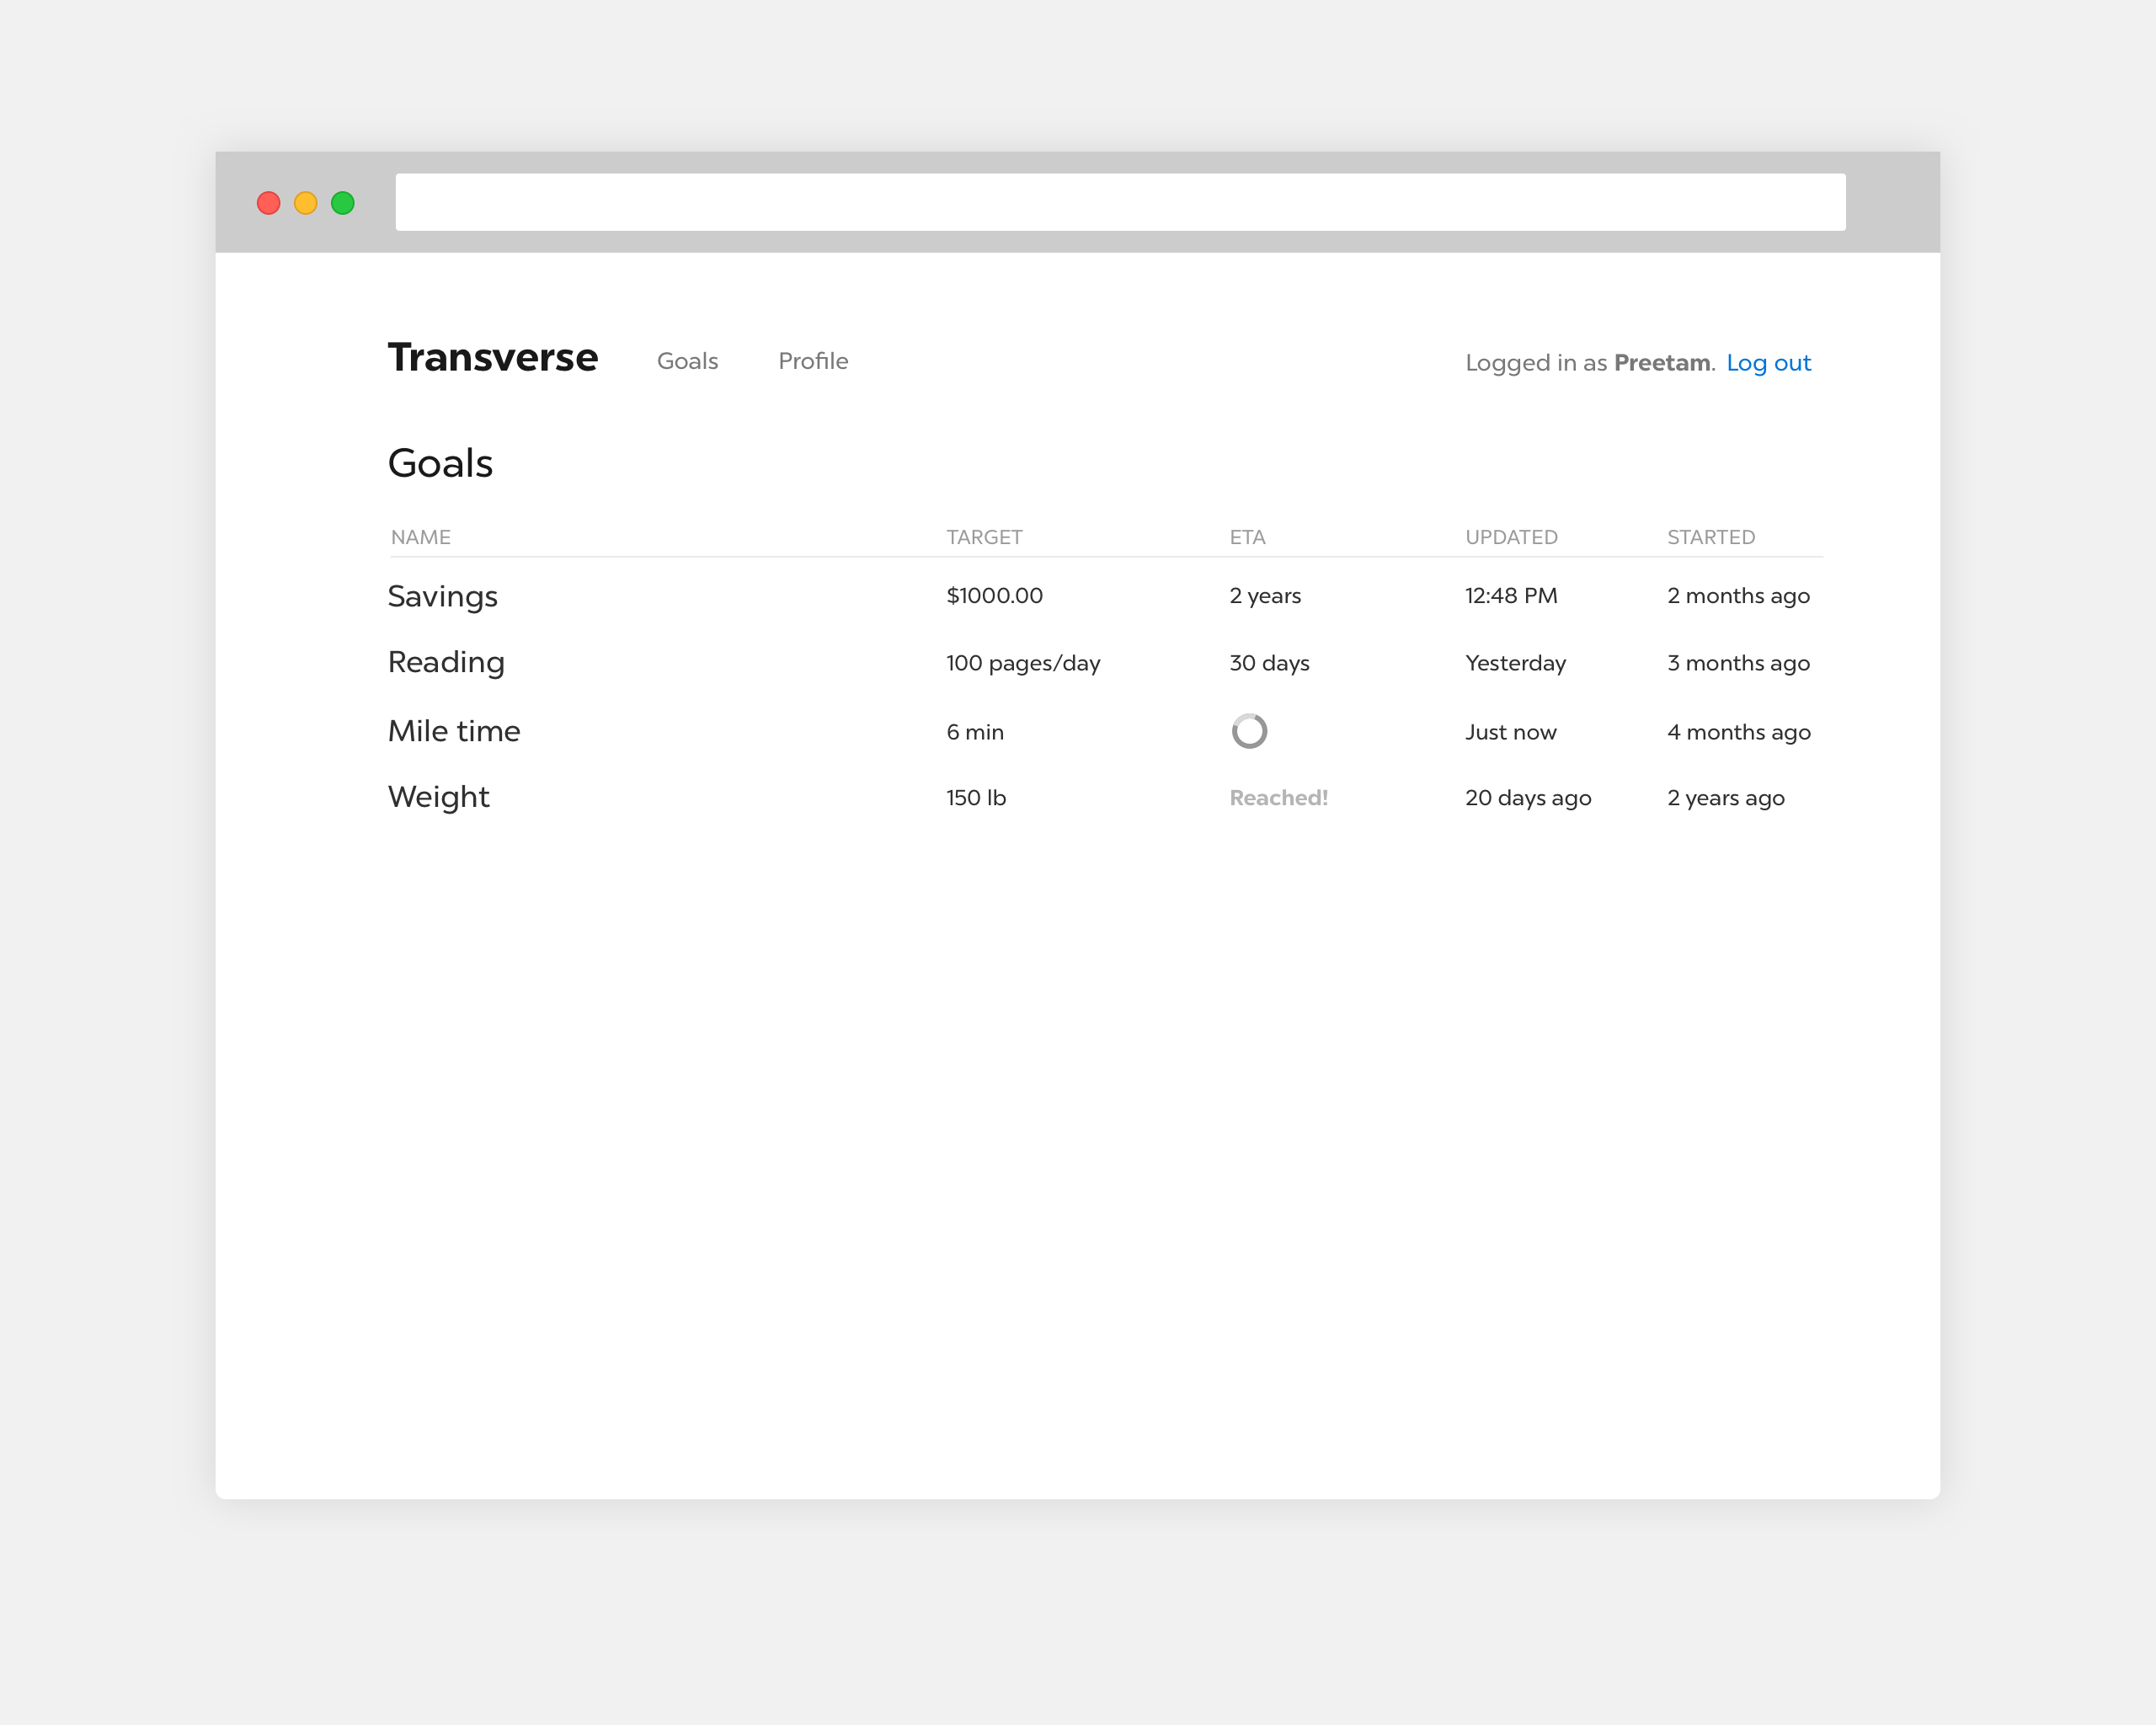 Transverse Goals Profile Logged in as Preetam. Log out
Goals
NAME TARGET ETA UPDATED STARTED
Savings $1000.00 2 years 12:48 PM 2 months ago
Reading 100 pages/day 30 days Yesterday 3 months ago
Mile time 6 min Just now 4 months ago
Weight 150 lb Reached! 20 days ago 2 years ago